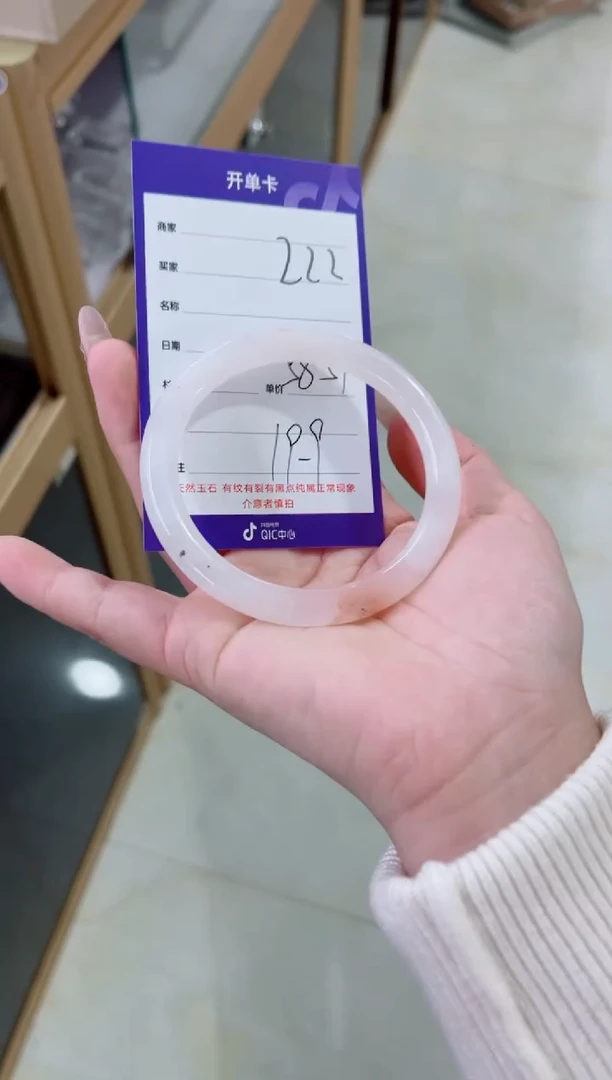 开单卡
商家
买家 222
名称
日期
单价 58-1
19-9
天然玉石 有纹有裂有黑点纯属正常现象
介意者慎拍
QIC中心